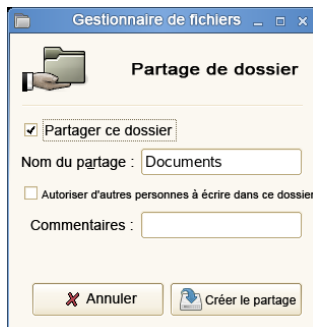 Gestionnaire de fichiers
Partage de dossier
Partager ce dossier
Nom du partage : Documents
Autoriser d'autres personnes à écrire dans ce dossier
Commentaires :
Annuler
Créer le partage